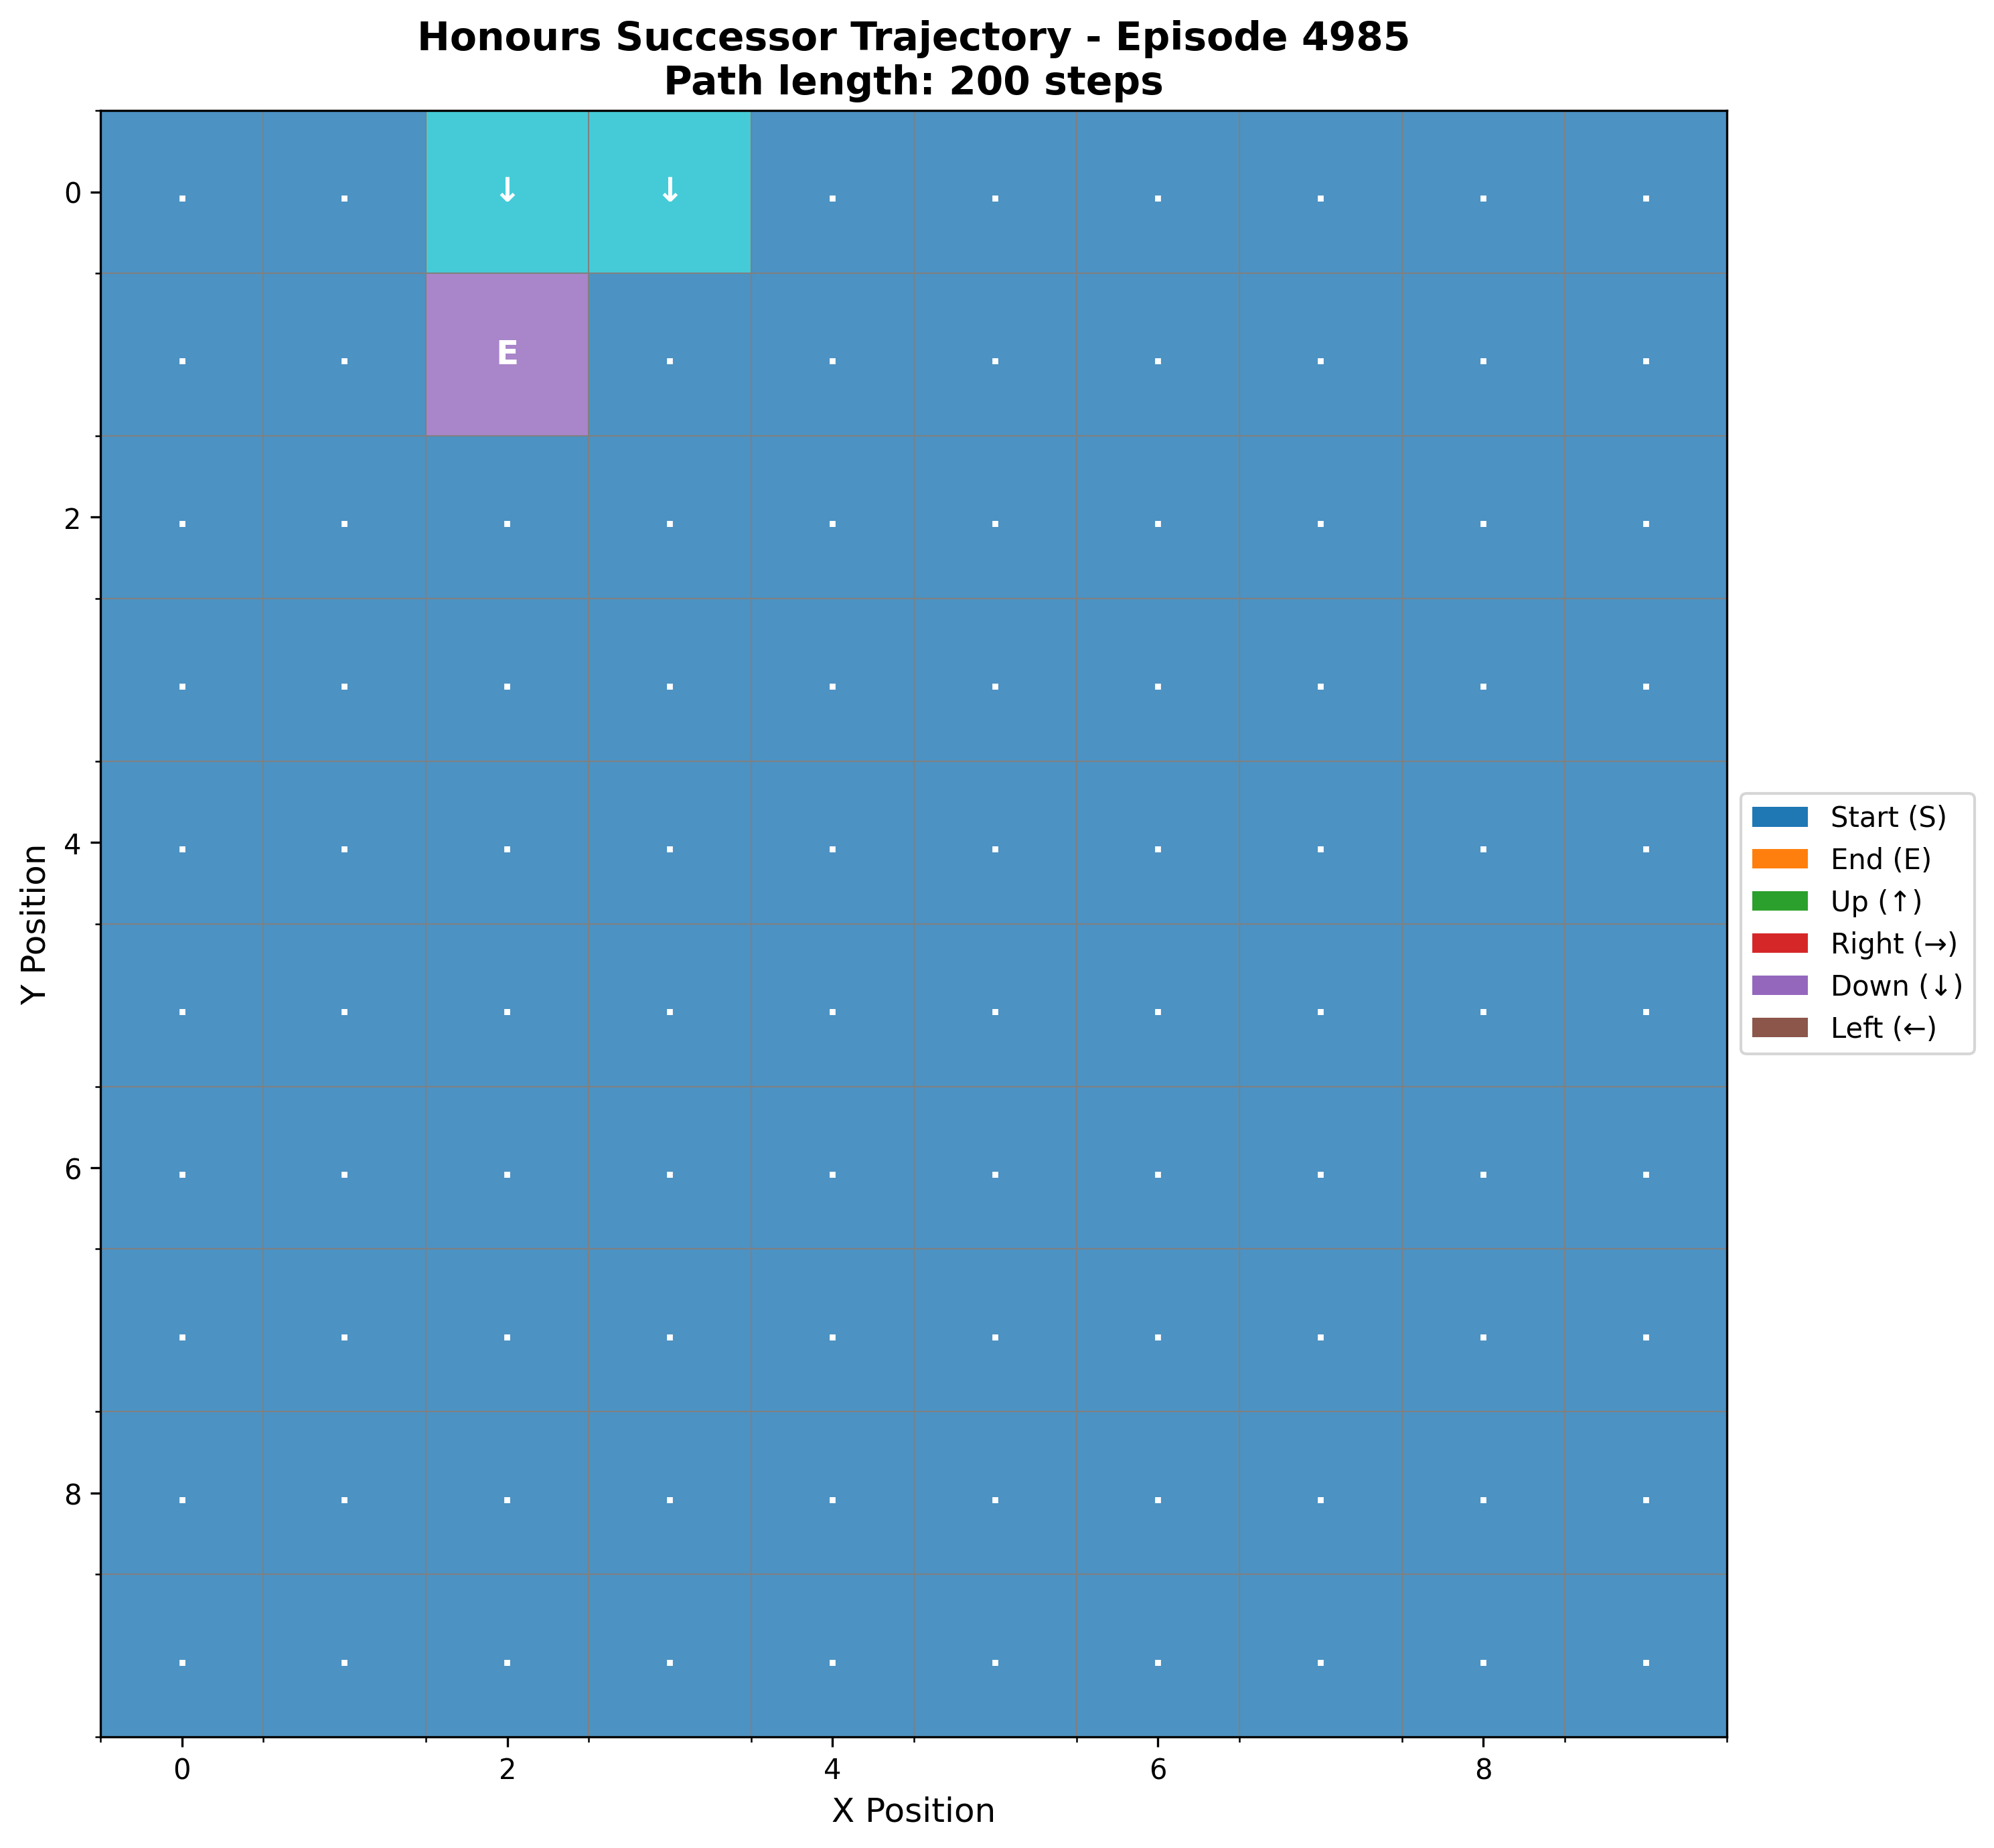 Honours Successor Trajectory - Episode 4985
Path length: 200 steps
0
↓ ↓
E
2
4
6
8
Y Position
0 2 4 6 8
X Position
Start (S)
End (E)
Up (↑)
Right (→)
Down (↓)
Left (←)